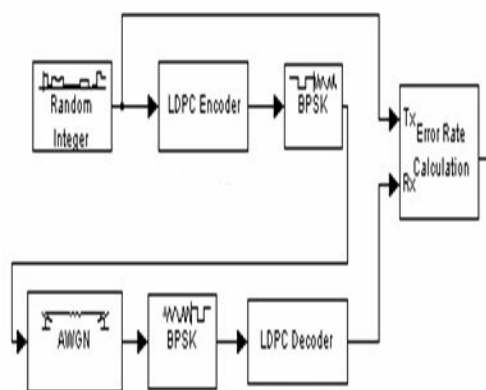 Random
Integer
LDPC Encoder
BPSK
Tx
Error Rate
Calculation
Rx
AWGN
BPSK
LDPC Decoder